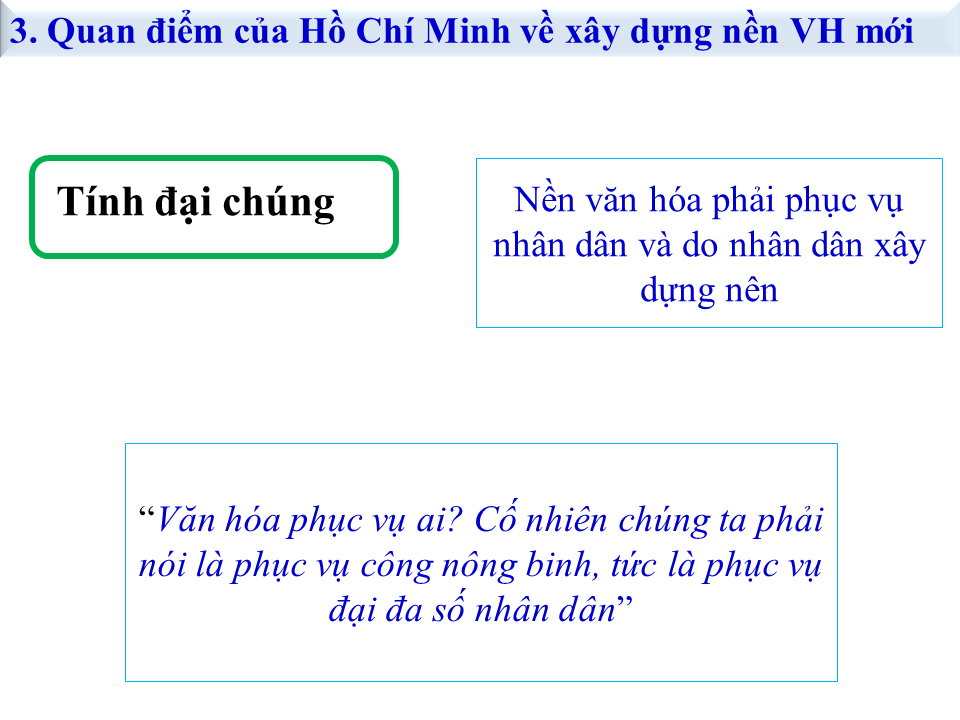 3. Quan điểm của Hồ Chí Minh về xây dựng nền VH mới
Tính đại chúng
Nền văn hóa phải phục vụ
nhân dân và do nhân dân xây
dựng nên
“Văn hóa phục vụ ai? Cố nhiên chúng ta phải
nói là phục vụ công nông binh, tức là phục vụ
đại đa số nhân dân”